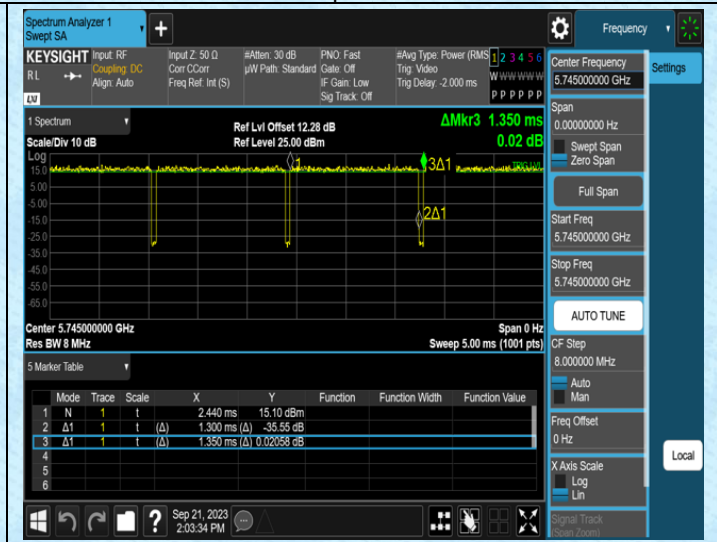 Spectrum Analyzer 1
Swept SA
Frequency
KEYSIGHT
RL
LXI
Input: RF
Coupling: DC
Align: Auto
Input Z: 50 Ω
Corr CCorr
Freq Ref: Int (S)
#Atten: 30 dB
µW Path: Standard
PNO: Fast
Gate: Off
IF Gain: Low
Sig Track: Off
#Avg Type: Power (RMS
Trig: Video
Trig Delay: -2.000 ms
1 2 3 4 5 6
W W W W W W
P P P P P P
1 Spectrum
Scale/Div 10 dB
Ref Lvl Offset 12.28 dB
Ref Level 25.00 dBm
ΔMkr3 1.350 ms
0.02 dB
Log
15.0
5.00
-5.00
-15.0
-25.0
-35.0
-45.0
-55.0
-65.0
1
3Δ1
TRIG LVL
2Δ1
Center 5.745000000 GHz
Res BW 8 MHz
Span 0 Hz
Sweep 5.00 ms (1001 pts)
5 Marker Table
Mode Trace Scale X Y Function Function Width Function Value
1 N 1 t 2.440 ms 15.10 dBm
2 Δ1 1 t (Δ) 1.300 ms (Δ) -35.55 dB
3 Δ1 1 t (Δ) 1.350 ms (Δ) 0.02058 dB
4
5
6
Sep 21, 2023
2:03:34 PM
Center Frequency
5.745000000 GHz
Settings
Span
0.00000000 Hz
Swept Span
Zero Span
Full Span
Start Freq
5.745000000 GHz
Stop Freq
5.745000000 GHz
AUTO TUNE
CF Step
8.000000 MHz
Auto
Man
Freq Offset
0 Hz
Local
X Axis Scale
Log
Lin
Signal Track
(Span Zoom)